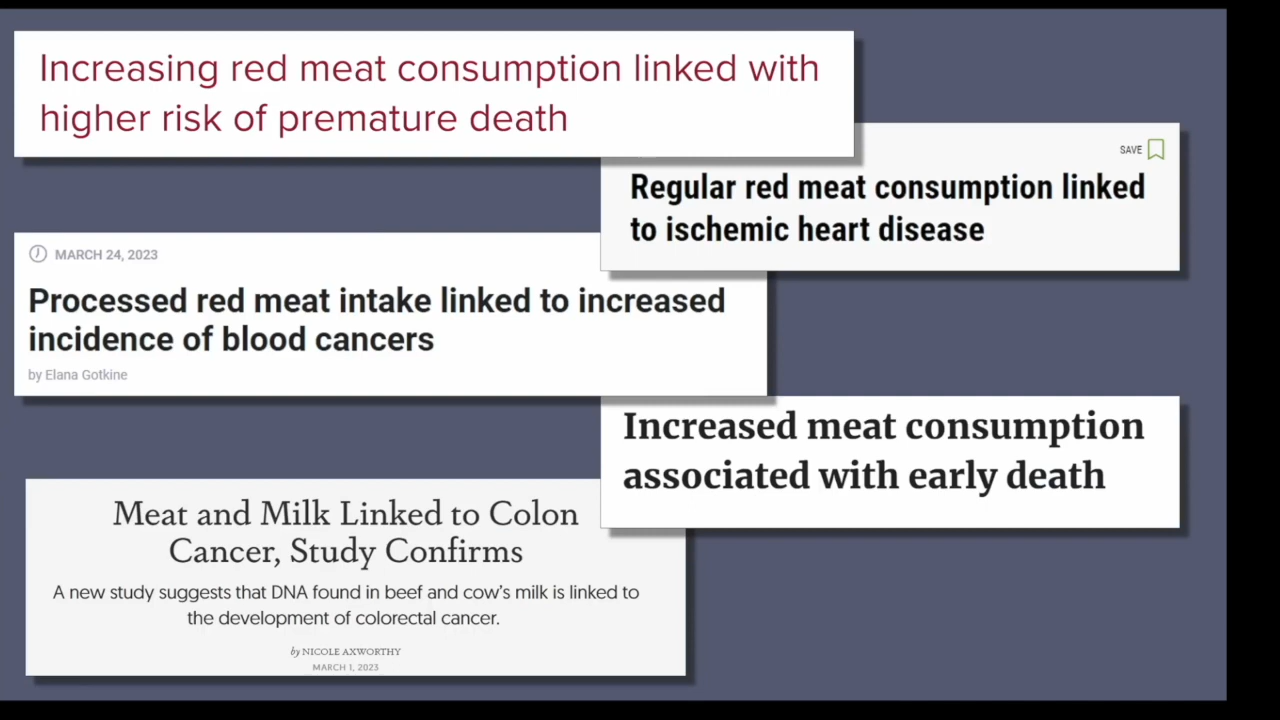 Increasing red meat consumption linked with
higher risk of premature death
SAVE
Regular red meat consumption linked
to ischemic heart disease
MARCH 24, 2023
Processed red meat intake linked to increased
incidence of blood cancers
by Elana Gotkine
Increased meat consumption
associated with early death
Meat and Milk Linked to Colon
Cancer, Study Confirms
A new study suggests that DNA found in beef and cow's milk is linked to
the development of colorectal cancer.
by NICOLE AXWORTHY
MARCH 1, 2023